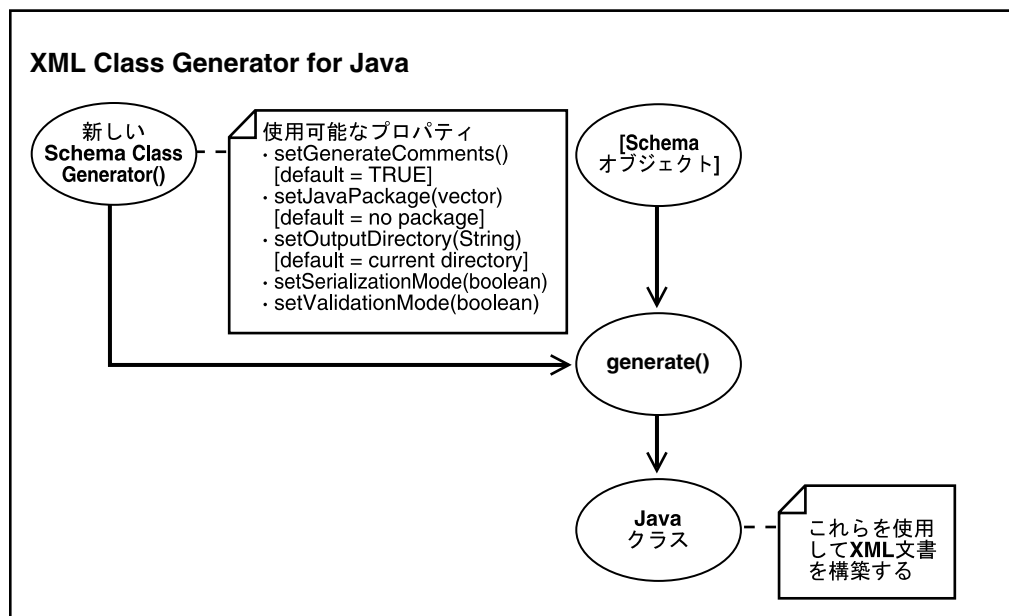 XML Class Generator for Java
新しい
Schema Class
Generator()
使用可能なプロパティ
· setGenerateComments()
[default = TRUE]
· setJavaPackage(vector)
[default = no package]
· setOutputDirectory(String)
[default = current directory]
· setSerializationMode(boolean)
· setValidationMode(boolean)
[Schema
オブジェクト]
generate()
Java
クラス
これらを使用
してXML文書
を構築する